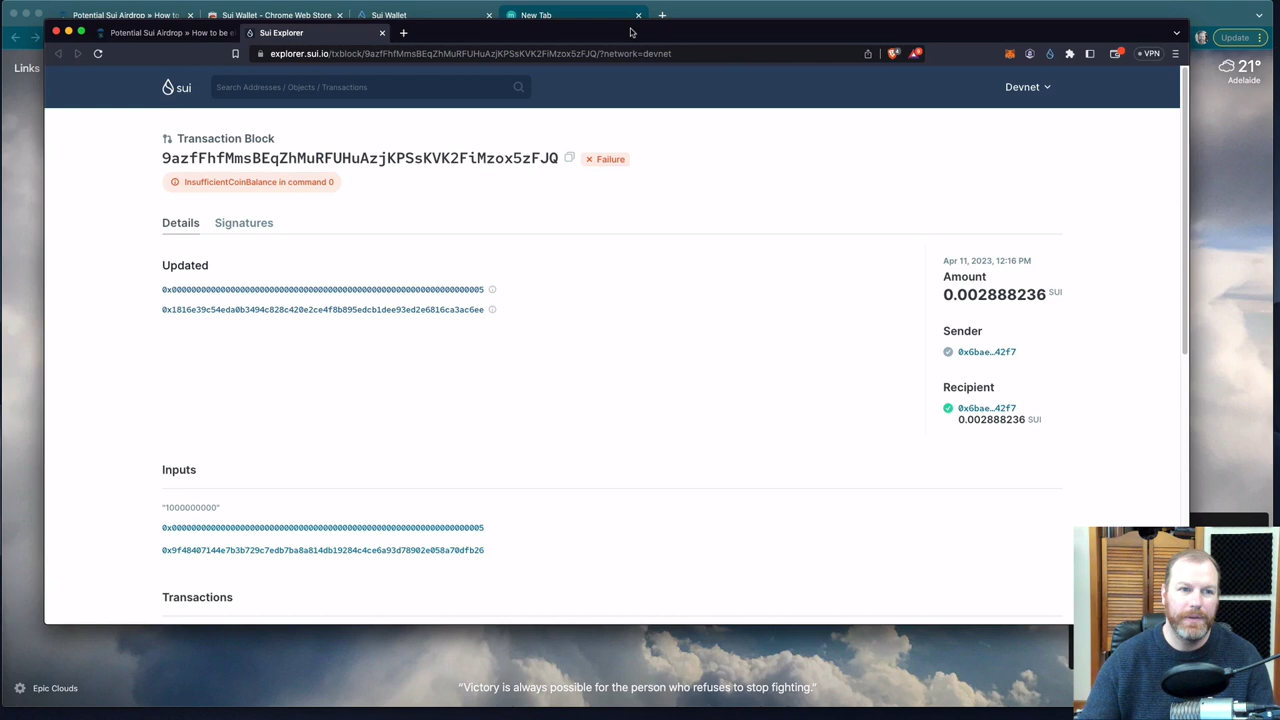 Potential Sui Airdrop » How to be
Sui Wallet - Chrome Web Store
Sui Wallet
New Tab
Potential Sui Airdrop » How to be e
Sui Explorer
Update
explorer.sui.io/txblock/9azfFhfMmsBEqZhMuRFUHuAzjKPSsKVK2FiMzox5zFJQ/?network=devnet
VPN
Links
21°
Adelaide
sui
Search Addresses / Objects / Transactions
Devnet
Transaction Block
9azfFhfMmsBEqZhMuRFUHuAzjKPSsKVK2FiMzox5zFJQ
Failure
InsufficientCoinBalance in command 0
Details
Signatures
Updated
0x0000000000000000000000000000000000000000000000000000000000000005
0x1816e39c54eda0b3494c828c420e2ce4f8b895edcb1dee93ed2e6816ca3ac6ee
Apr 11, 2023, 12:16 PM
Amount
0.002888236 SUI
Sender
0x6bae…42f7
Recipient
0x6bae…42f7
0.002888236 SUI
Inputs
"1000000000"
0x0000000000000000000000000000000000000000000000000000000000000005
0x9f48407144e7b3b729c7edb7ba8a814db19284c4ce6a93d78902e058a70dfb26
Transactions
Epic Clouds
"Victory is always possible for the person who refuses to stop fighting."